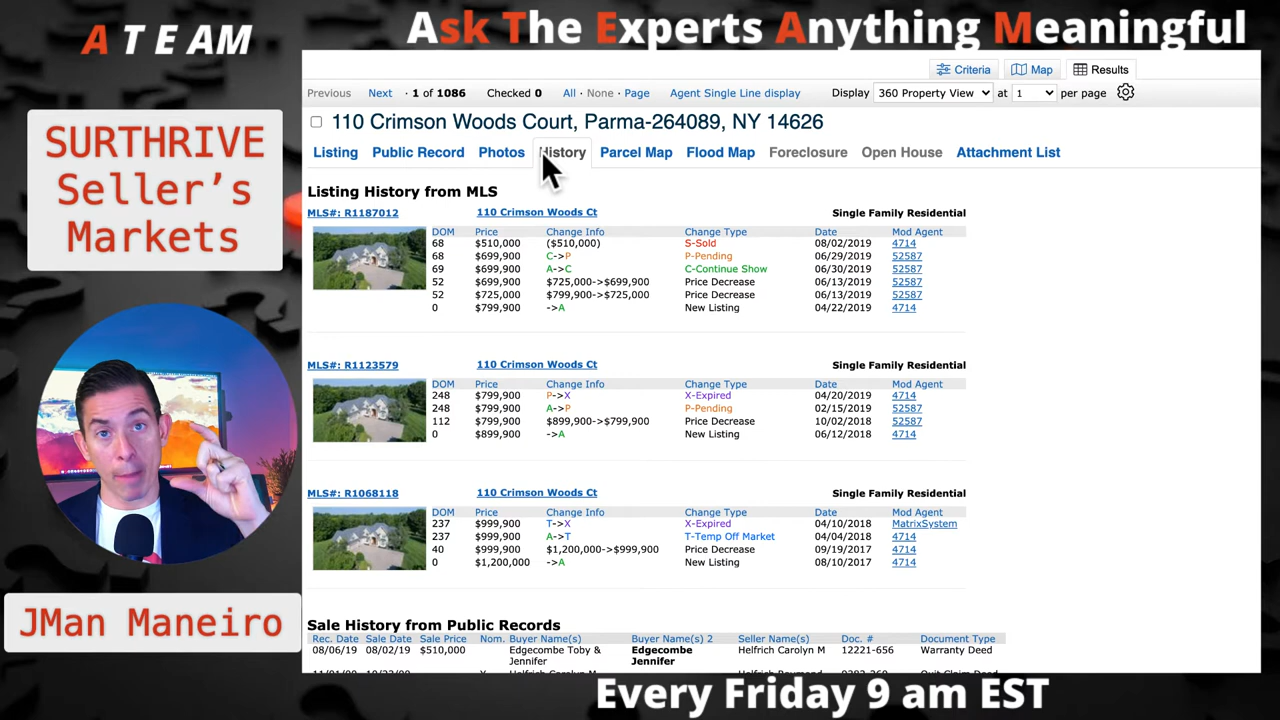 A TEAM
Ask The Experts Anything Meaningful
SURTHRIVE
Seller's
Markets
Criteria Map Results
Previous Next · 1 of 1086 Checked 0 All · None · Page Agent Single Line display Display 360 Property View at 1 per page
110 Crimson Woods Court, Parma-264089, NY 14626
Listing Public Record Photos History Parcel Map Flood Map Foreclosure Open House Attachment List
Listing History from MLS
MLS#: R1187012 110 Crimson Woods Ct Single Family Residential
DOM Price Change Info Change Type Date Mod Agent
68 $510,000 ($510,000) S-Sold 08/02/2019 4714
68 $699,900 C->P P-Pending 06/29/2019 52587
69 $699,900 A->C C-Continue Show 06/30/2019 52587
52 $699,900 $725,000->$699,900 Price Decrease 06/13/2019 52587
52 $725,000 $799,900->$725,000 Price Decrease 06/13/2019 52587
0 $799,900 ->A New Listing 04/22/2019 4714
MLS#: R1123579 110 Crimson Woods Ct Single Family Residential
DOM Price Change Info Change Type Date Mod Agent
248 $799,900 P->X X-Expired 04/20/2019 4714
248 $799,900 A->P P-Pending 02/15/2019 52587
112 $799,900 $899,900->$799,900 Price Decrease 10/02/2018 52587
0 $899,900 ->A New Listing 06/12/2018 4714
MLS#: R1068118 110 Crimson Woods Ct Single Family Residential
DOM Price Change Info Change Type Date Mod Agent
237 $999,900 T->X X-Expired 04/10/2018 MatrixSystem
237 $999,900 A->T T-Temp Off Market 04/04/2018 4714
40 $999,900 $1,200,000->$999,900 Price Decrease 09/19/2017 4714
0 $1,200,000 ->A New Listing 08/10/2017 4714
Sale History from Public Records
Rec. Date Sale Date Sale Price Nom. Buyer Name(s) Buyer Name(s) 2 Seller Name(s) Doc. # Document Type
08/06/19 08/02/19 $510,000 Edgecombe Toby & Edgecombe Helfrich Carolyn M 12221-656 Warranty Deed
Jennifer Jennifer
JMan Maneiro
Every Friday 9 am EST